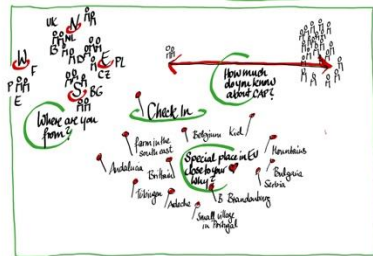 UK
N
NL
B
D
W
F
P
E
E
PL
CZ
S
BG
Where are you
from?
How much
do you know
about CAP?
Check In
farm in the
south east
Belgium
Kid
Andalucia
Brittany
Special place in EU
close to your
Why?
Mountains
Bulgaria
Serbia
Tübingen
Ardeche
B Brandenburg
Small village
in Portugal